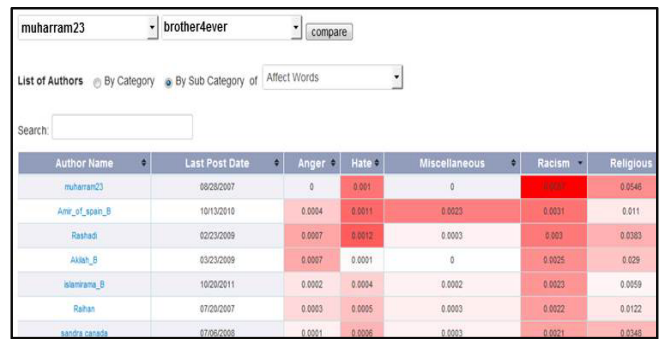 muharram23 brother4ever compare
List of Authors By Category By Sub Category of Affect Words
Search:
Author Name Last Post Date Anger Hate Miscellaneous Racism Religious
muharram23 08/28/2007 0 0.001 0 0.0546
Amir_of_spain_B 10/13/2010 0.0004 0.0011 0.0023 0.0031 0.011
Rashadi 02/23/2009 0.0007 0.0012 0.0003 0.003 0.0383
Akilah_B 03/23/2009 0.0007 0.0001 0 0.0025 0.029
islamirama_B 10/20/2011 0.0002 0.0004 0.0002 0.0023 0.0059
Raihan 07/20/2007 0.0003 0.0005 0.0003 0.0022 0.0122
sandra canada 07/06/2008 0.0001 0.0006 0.0003 0.0021 0.0348